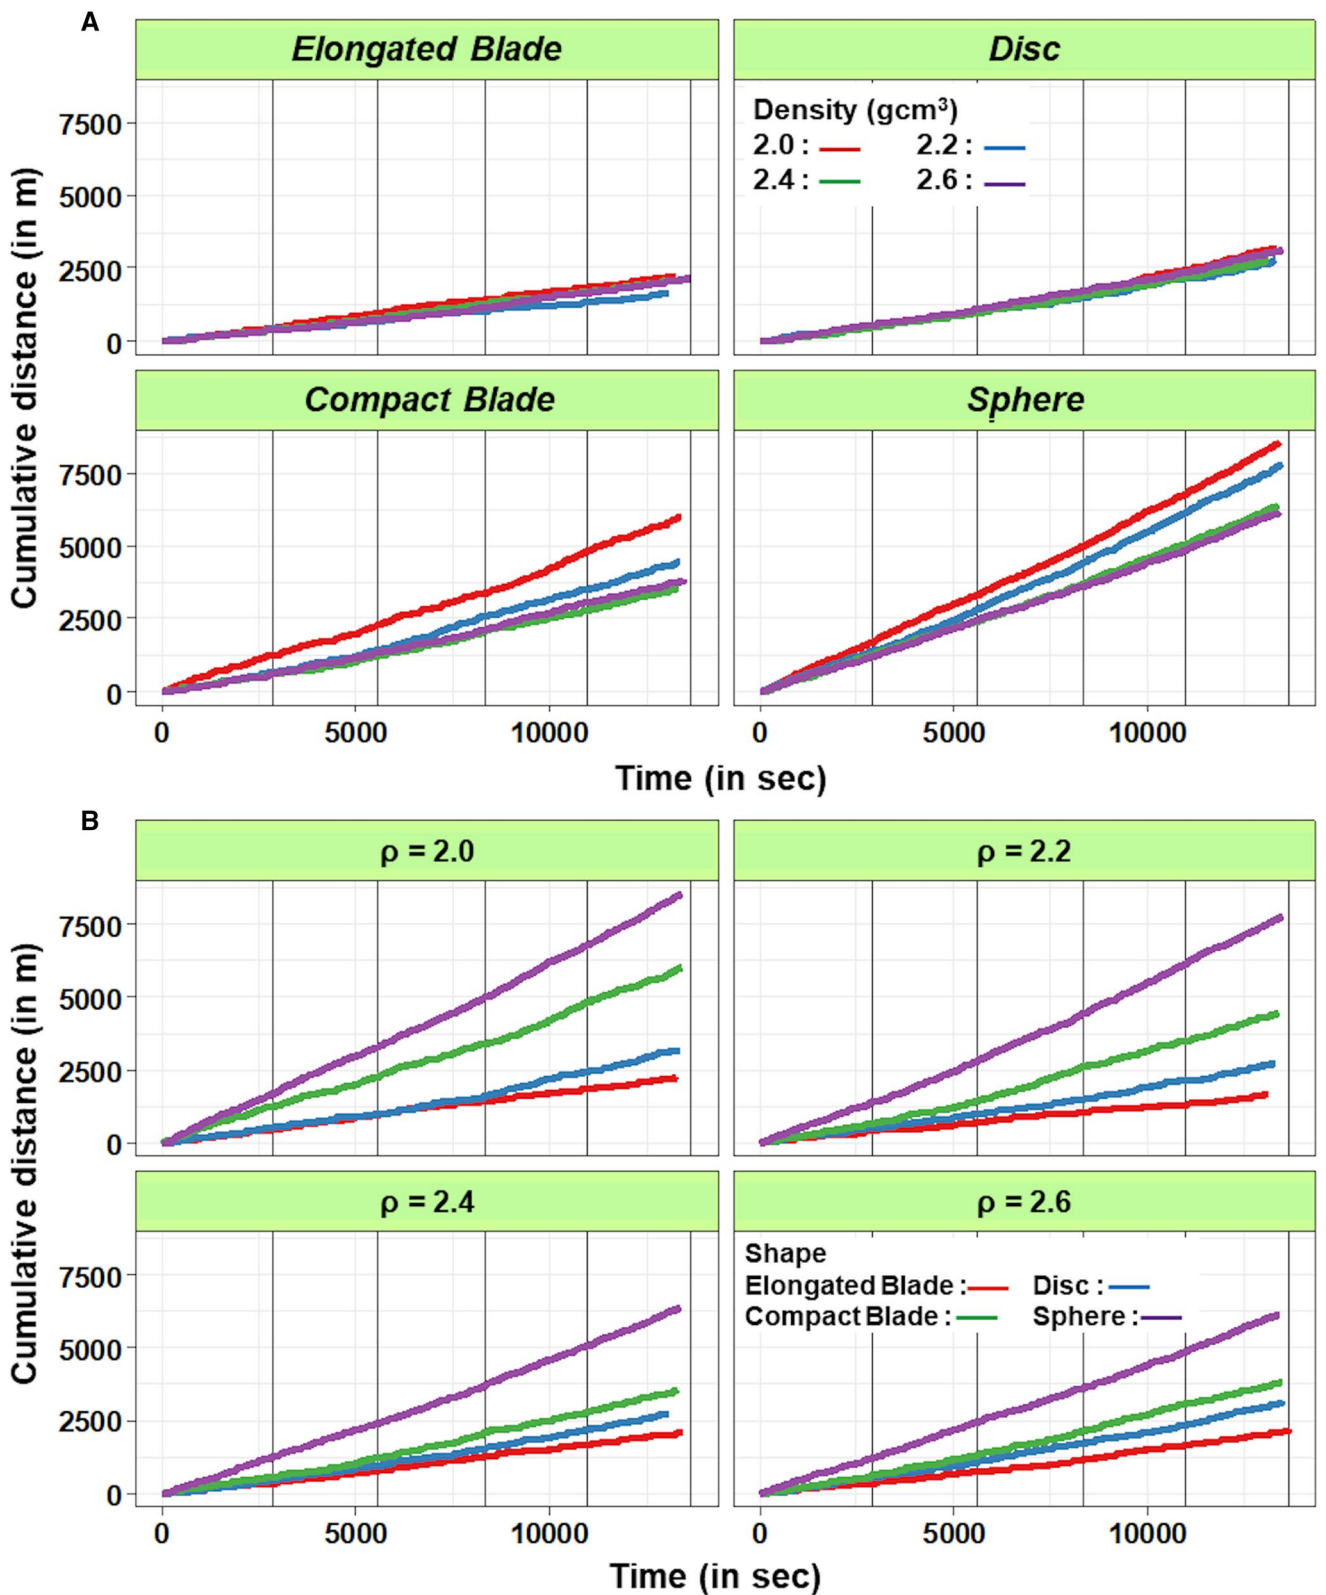 A
Elongated Blade
Disc
Density (gcm³)
2.0 : 2.2 :
2.4 : 2.6 :
7500
5000
2500
0
Compact Blade
Sphere
7500
5000
2500
0
Cumulative distance (in m)
0 5000 10000
0 5000 10000
Time (in sec)
B
ρ = 2.0
ρ = 2.2
7500
5000
2500
0
ρ = 2.4
ρ = 2.6
Shape
Elongated Blade : Disc :
Compact Blade : Sphere :
7500
5000
2500
0
Cumulative distance (in m)
0 5000 10000
0 5000 10000
Time (in sec)